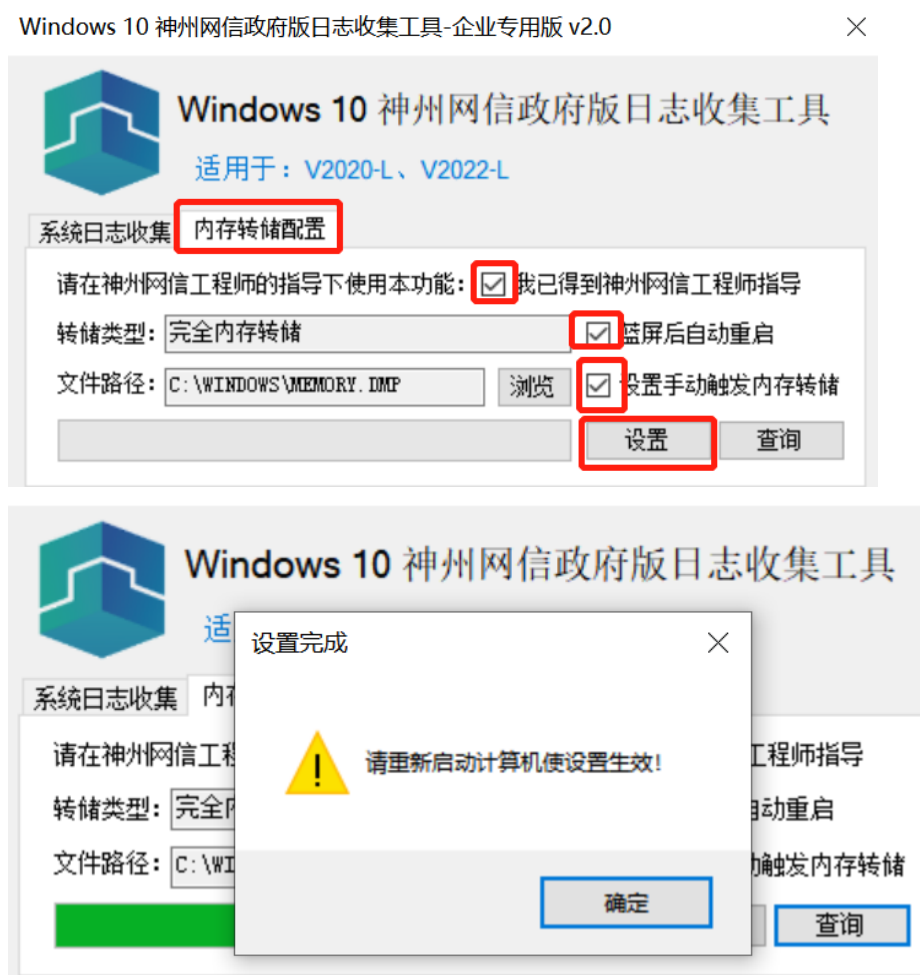 Windows 10 神州网信政府版日志收集工具-企业专用版 v2.0
Windows 10 神州网信政府版日志收集工具
适用于：V2020-L、V2022-L
系统日志收集 内存转储配置
请在神州网信工程师的指导下使用本功能： 我已得到神州网信工程师指导
转储类型： 完全内存转储 蓝屏后自动重启
文件路径： C:\WINDOWS\MEMORY.DMP 浏览 设置手动触发内存转储
设置 查询
Windows 10 神州网信政府版日志收集工具
适
设置完成
系统日志收集 内存
请在神州网信工程 工程师指导
请重新启动计算机使设置生效!
转储类型： 完全内 自动重启
文件路径： C:\WI 动触发内存转储
确定
查询